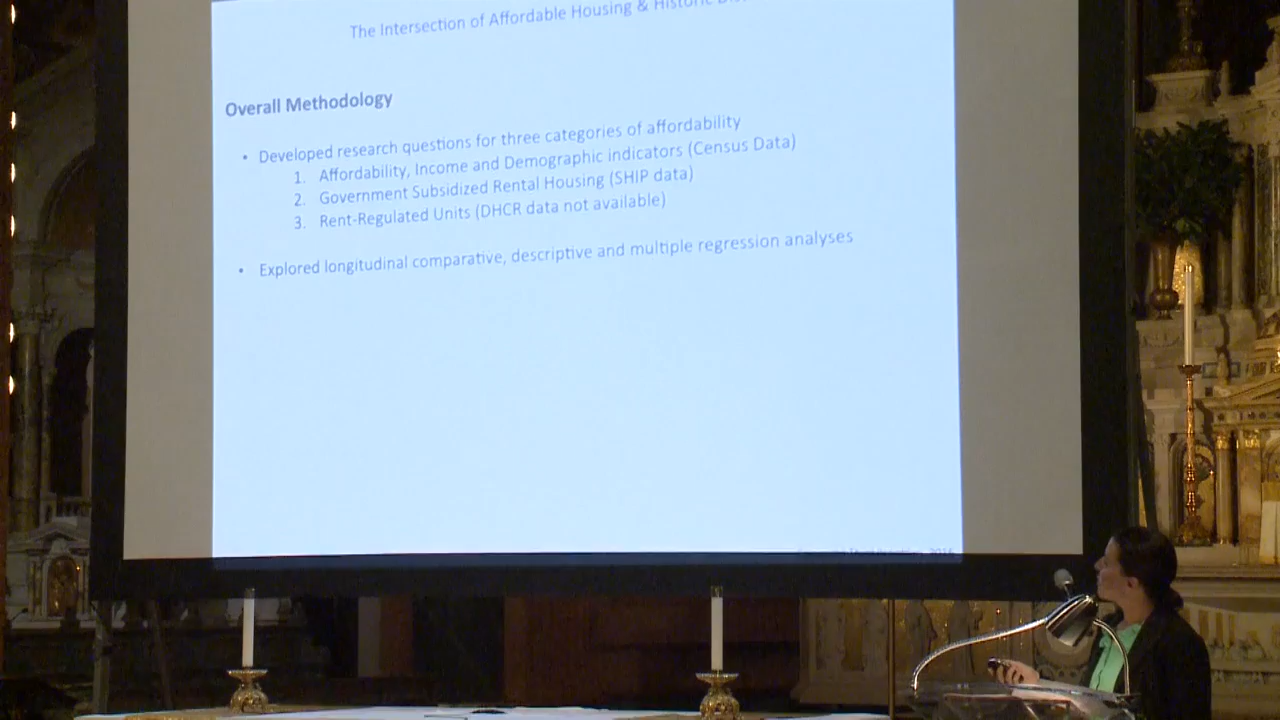 The Intersection of Affordable Housing & Historic
Overall Methodology
• Developed research questions for three categories of affordability
1. Affordability, Income and Demographic indicators (Census Data)
2. Government Subsidized Rental Housing (SHIP data)
3. Rent-Regulated Units (DHCR data not available)
• Explored longitudinal comparative, descriptive and multiple regression analyses